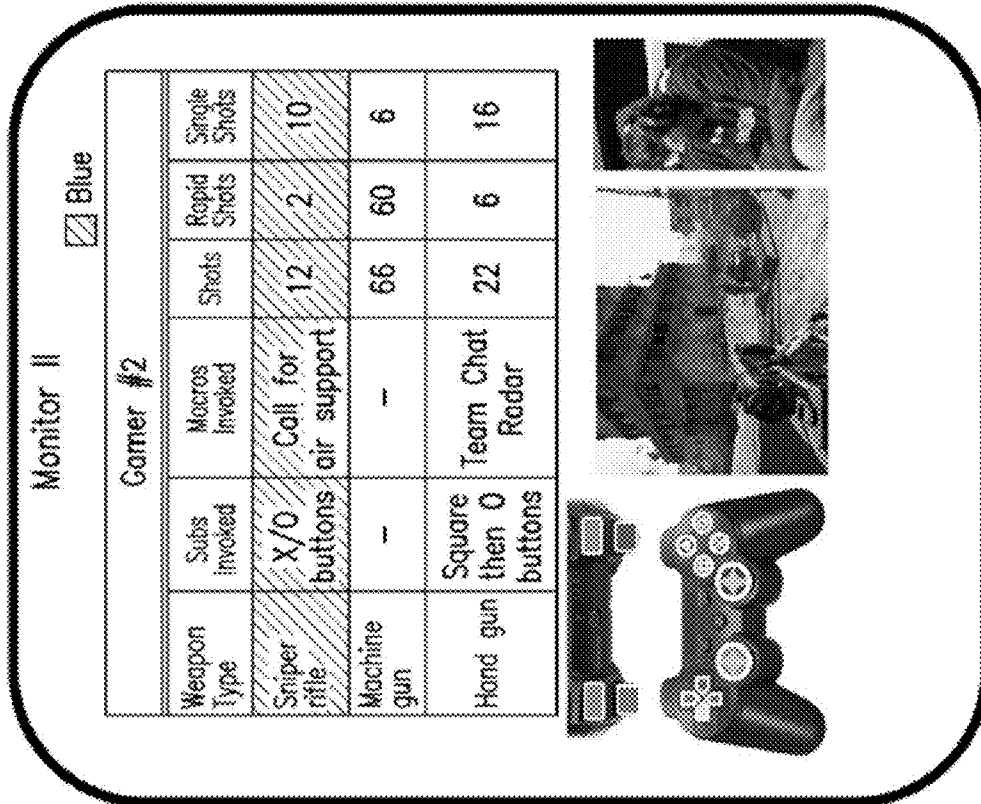 Monitor II
Blue
Gamer #2
Weapon Type | Subs Invoked | Macros Invoked | Shots | Rapid Shots | Single Shots
Sniper rifle | X/O buttons | Call for air support | 12 | 2 | 10
Machine gun | – | – | 66 | 60 | 6
Hand gun | Square then O buttons | Team Chat Radar | 22 | 6 | 16